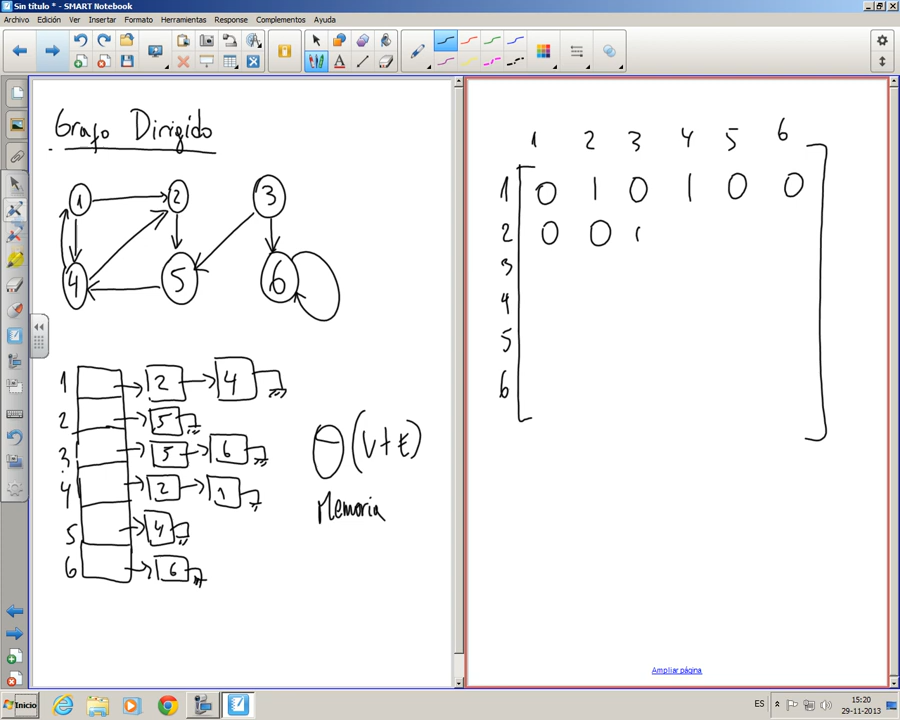 Sin título * - SMART Notebook
Archivo Edición Ver Insertar Formato Herramientas Response Complementos Ayuda
Grafo Dirigido
1 2 3
4 5 6
1 2 4
2 5
3 5 6
4 2 1
5 4
6 6
Θ(V+E)
Memoria
1 2 3 4 5 6
1 0 1 0 1 0 0
2 0 0
3
4
5
6
Ampliar página
Inicio
ES
15:20
29-11-2013